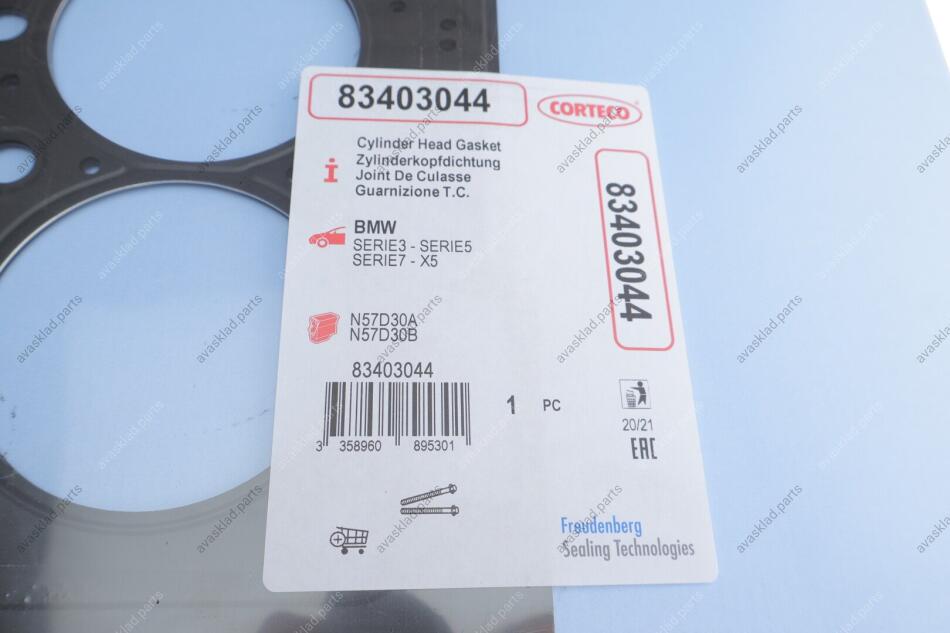 83403044
CORTECO
Cylinder Head Gasket
Zylinderkopfdichtung
Joint De Culasse
Guarnizione T.C.
83403044
BMW
SERIE3 - SERIE5
SERIE7 - X5
N57D30A
N57D30B
83403044
3 358960 895301
1 PC
20/21
EAC
Freudenberg
Sealing Technologies
avasklad.parts